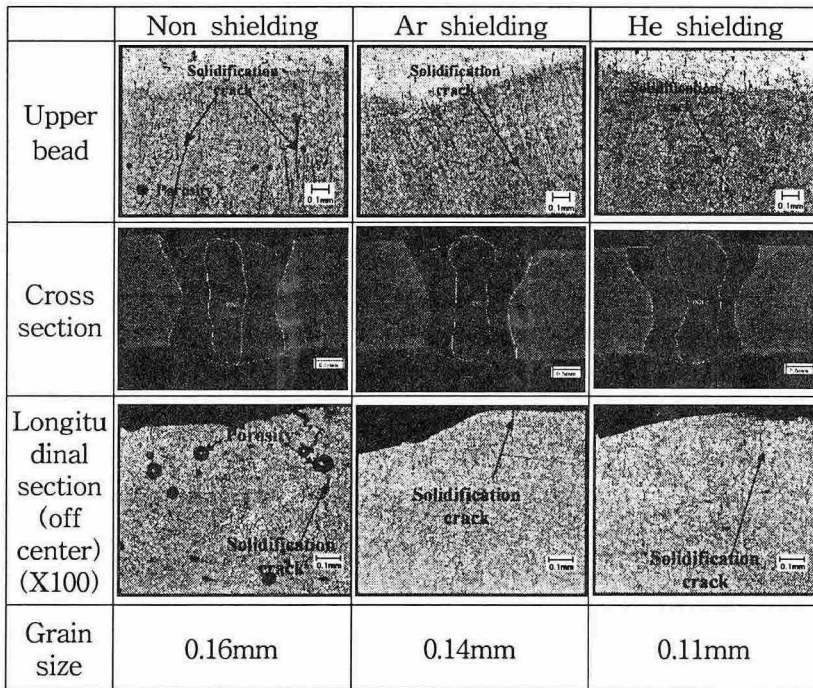 Non shielding
Ar shielding
He shielding
Upper
bead
Solidification
crack
Porosity
0.1mm
Solidification
crack
0.1mm
Solidification
0.1mm
Cross
section
Longitu
dinal
section
(off
center)
(X100)
Porosity
Solidification
crack
0.1mm
Solidification
crack
0.1mm
Solidification
crack
0.1mm
Grain
size
0.16mm
0.14mm
0.11mm